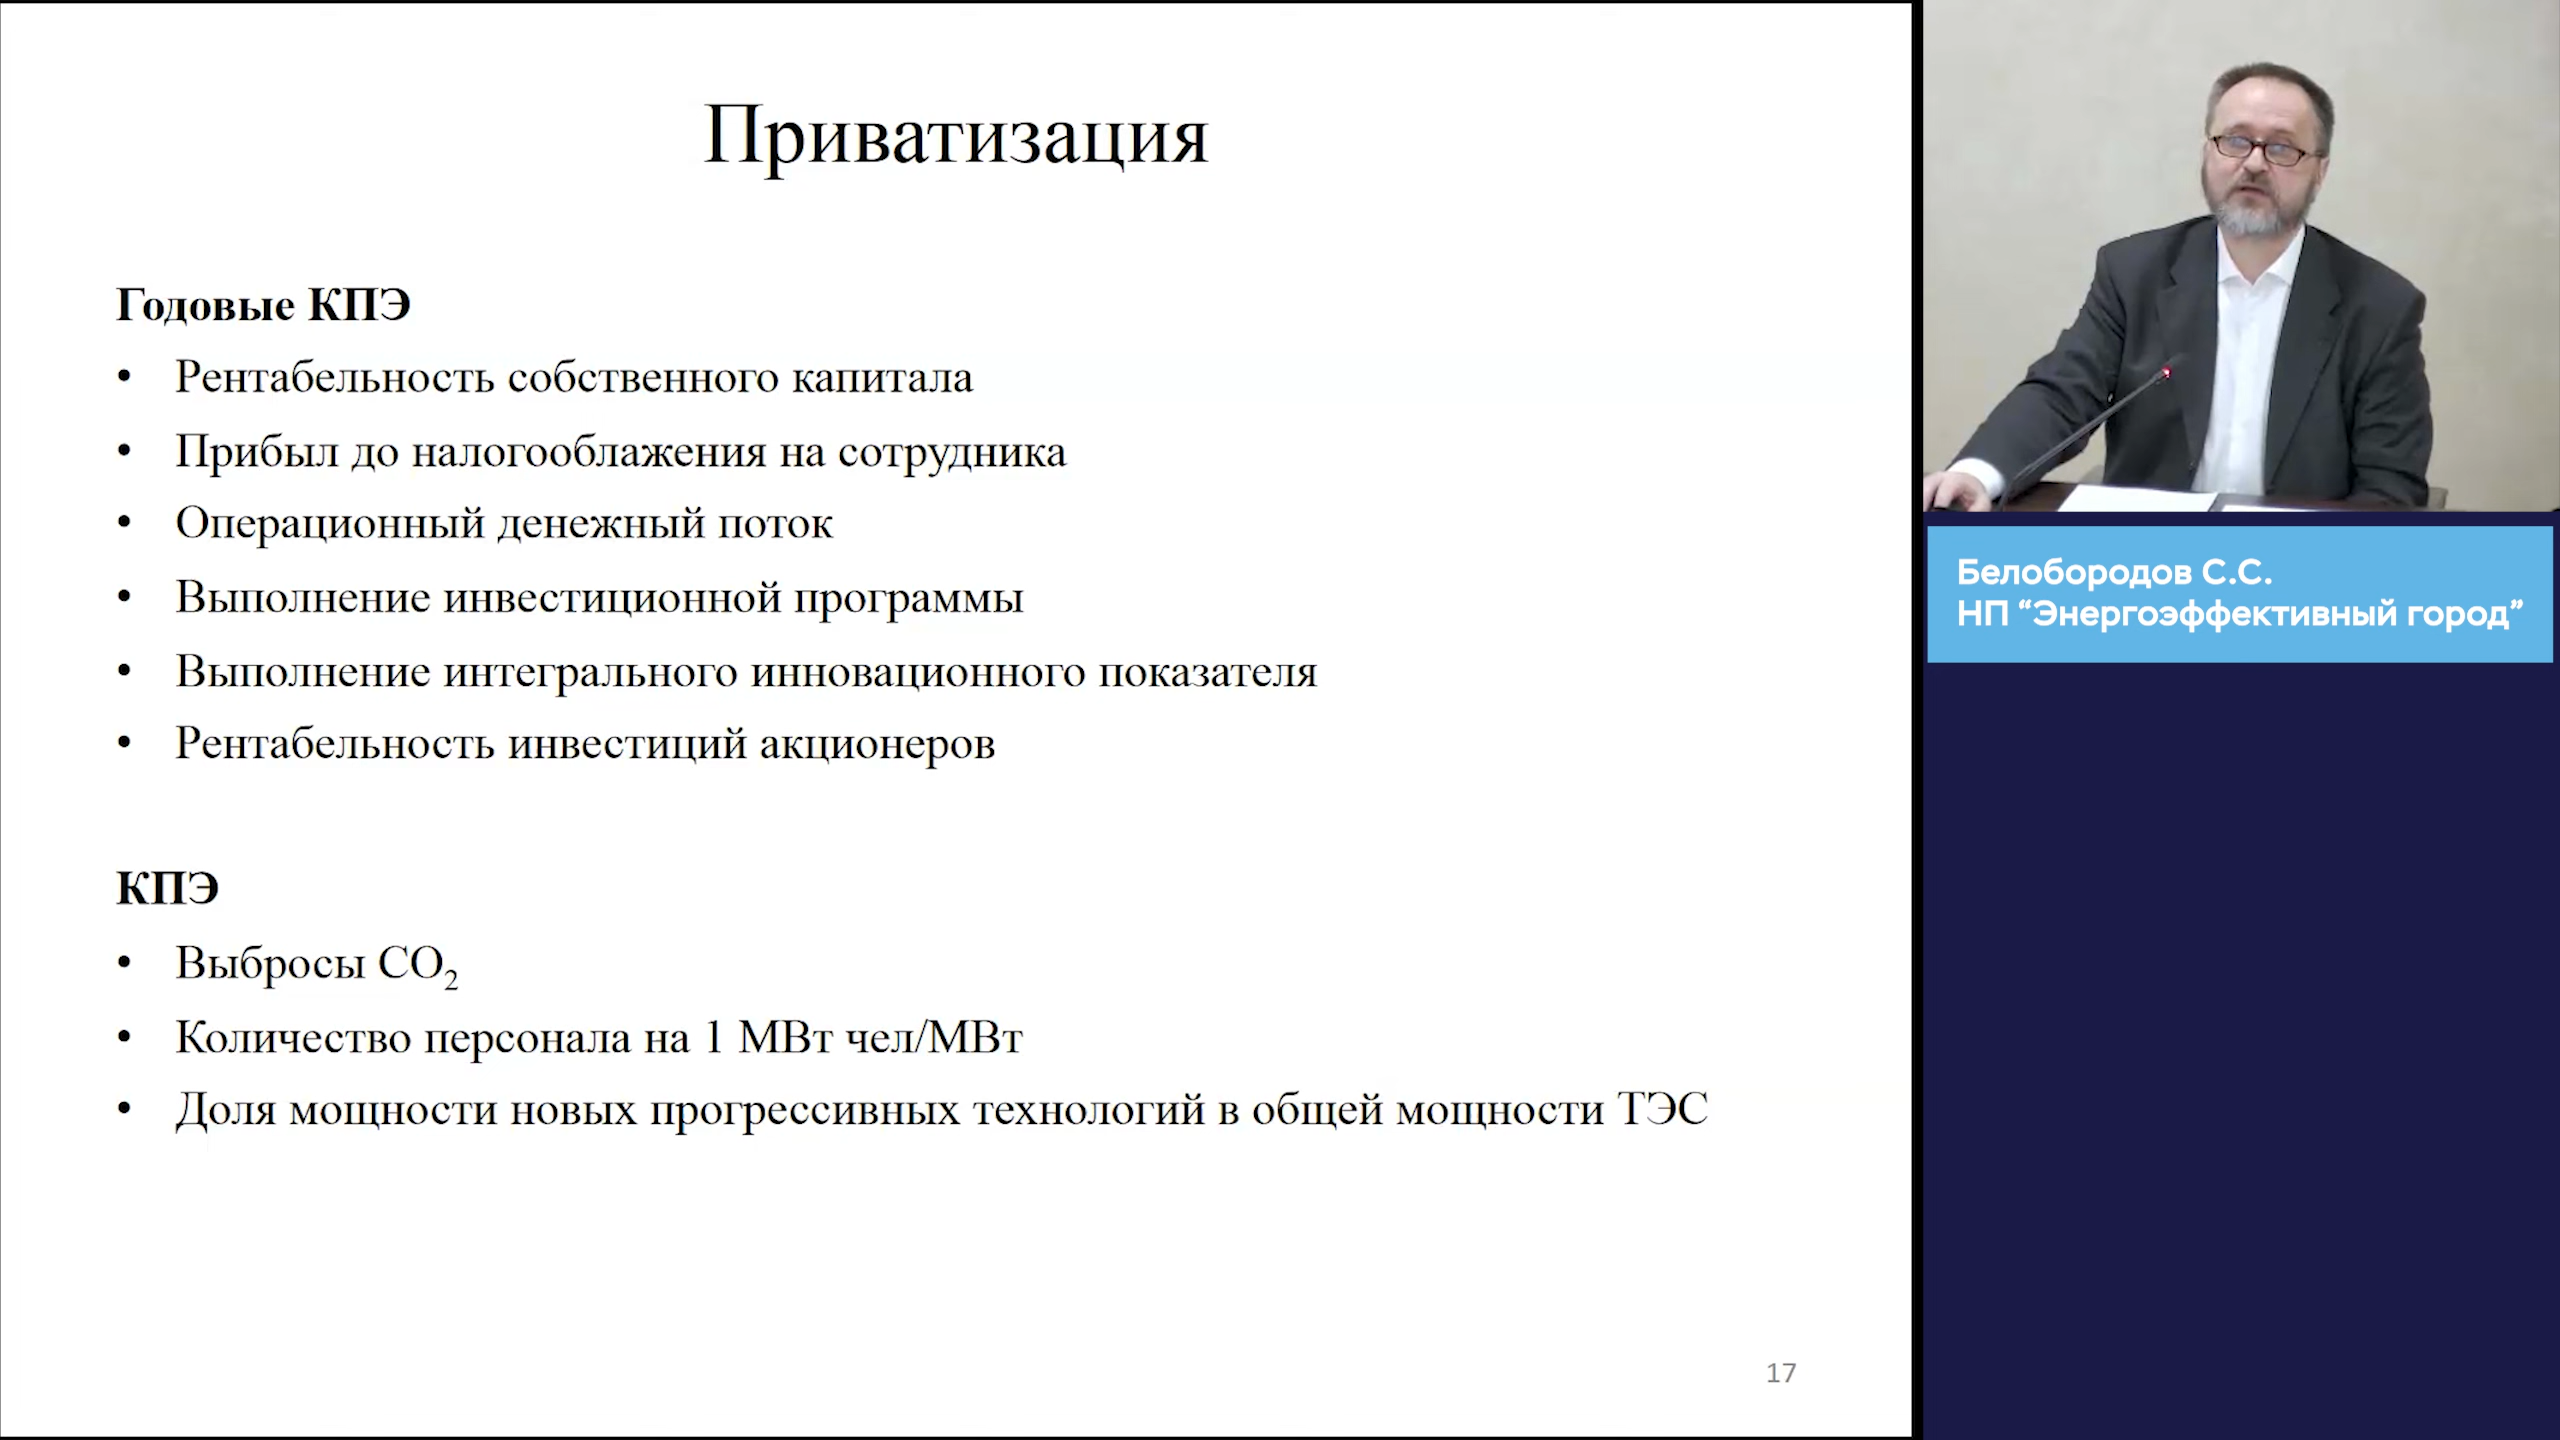 Приватизация
Годовые КПЭ
• Рентабельность собственного капитала
• Прибыл до налогооблажения на сотрудника
• Операционный денежный поток
• Выполнение инвестиционной программы
• Выполнение интегрального инновационного показателя
• Рентабельность инвестиций акционеров
КПЭ
• Выбросы CO₂
• Количество персонала на 1 МВт чел/МВт
• Доля мощности новых прогрессивных технологий в общей мощности ТЭС
17
Белобородов С.С.
НП “Энергоэффективный город”